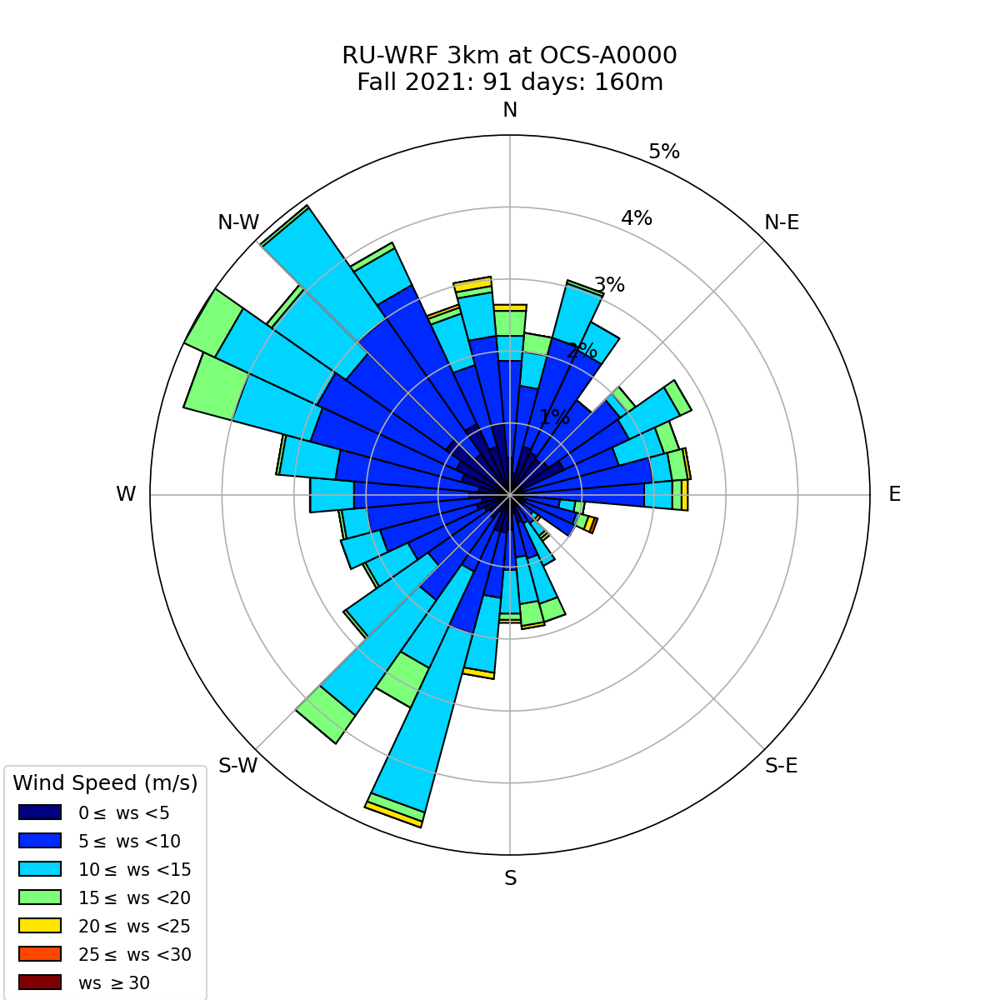 RU-WRF 3km at OCS-A0000
Fall 2021: 91 days: 160m
N
5%
4%
N-W
N-E
3%
2%
1%
W
E
S-W
S-E
S
Wind Speed (m/s)
0≤ ws <5
5≤ ws <10
10≤ ws <15
15≤ ws <20
20≤ ws <25
25≤ ws <30
ws ≥30